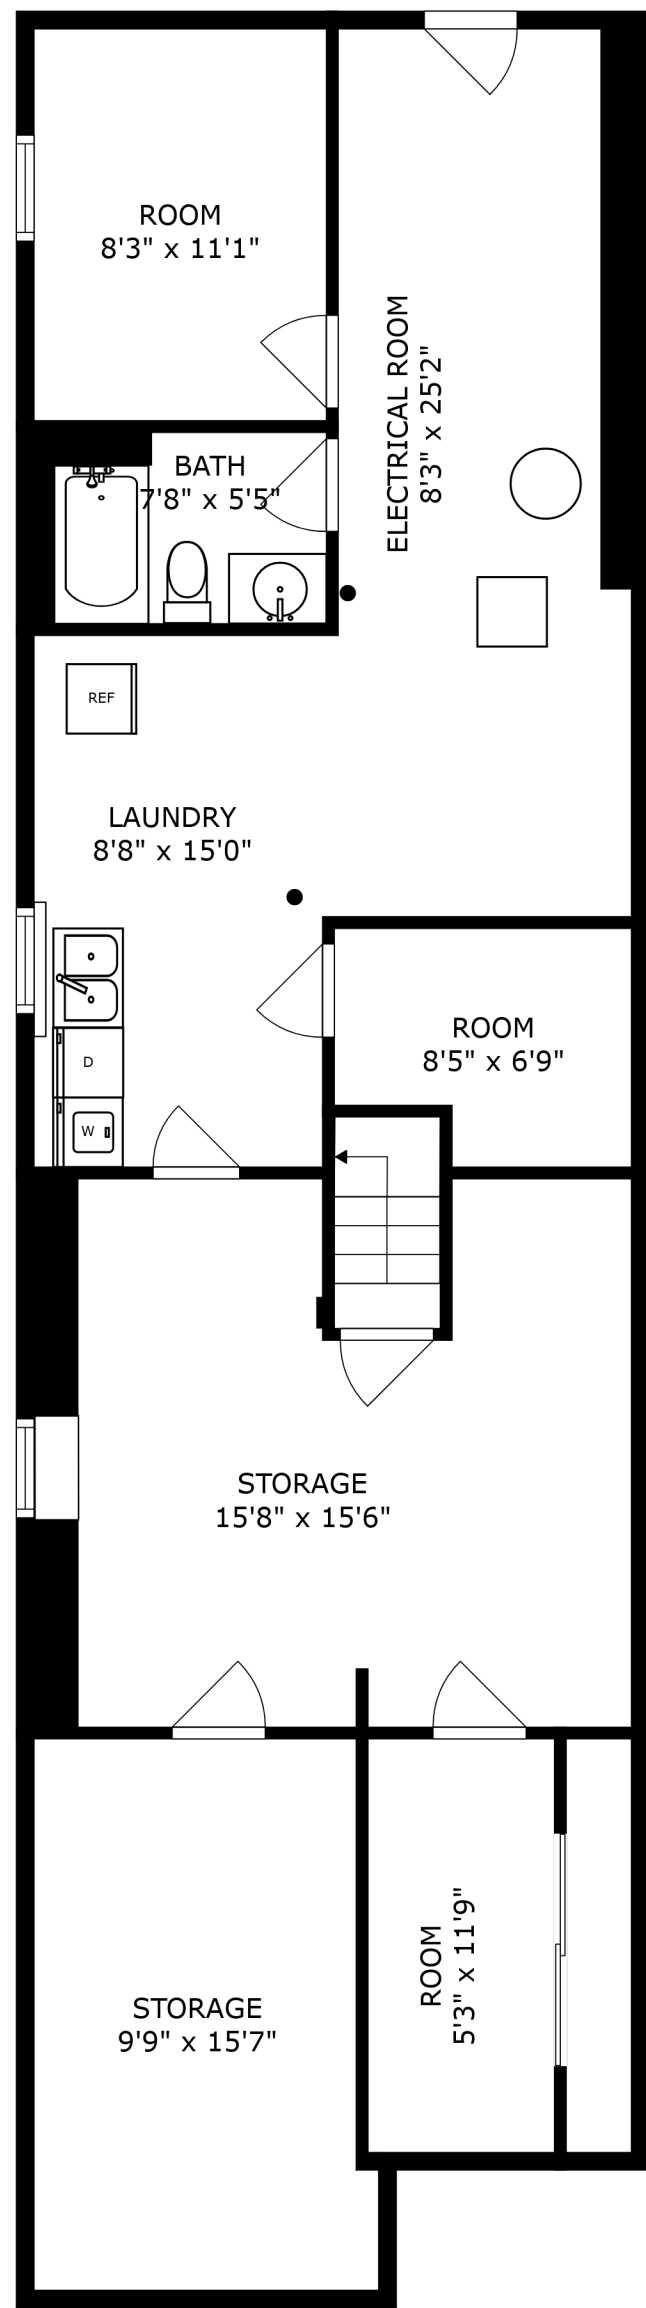 ROOM
8'3" x 11'1"
ELECTRICAL ROOM
8'3" x 25'2"
BATH
7'8" x 5'5"
REF
LAUNDRY
8'8" x 15'0"
ROOM
8'5" x 6'9"
D
W
STORAGE
15'8" x 15'6"
ROOM
5'3" x 11'9"
STORAGE
9'9" x 15'7"